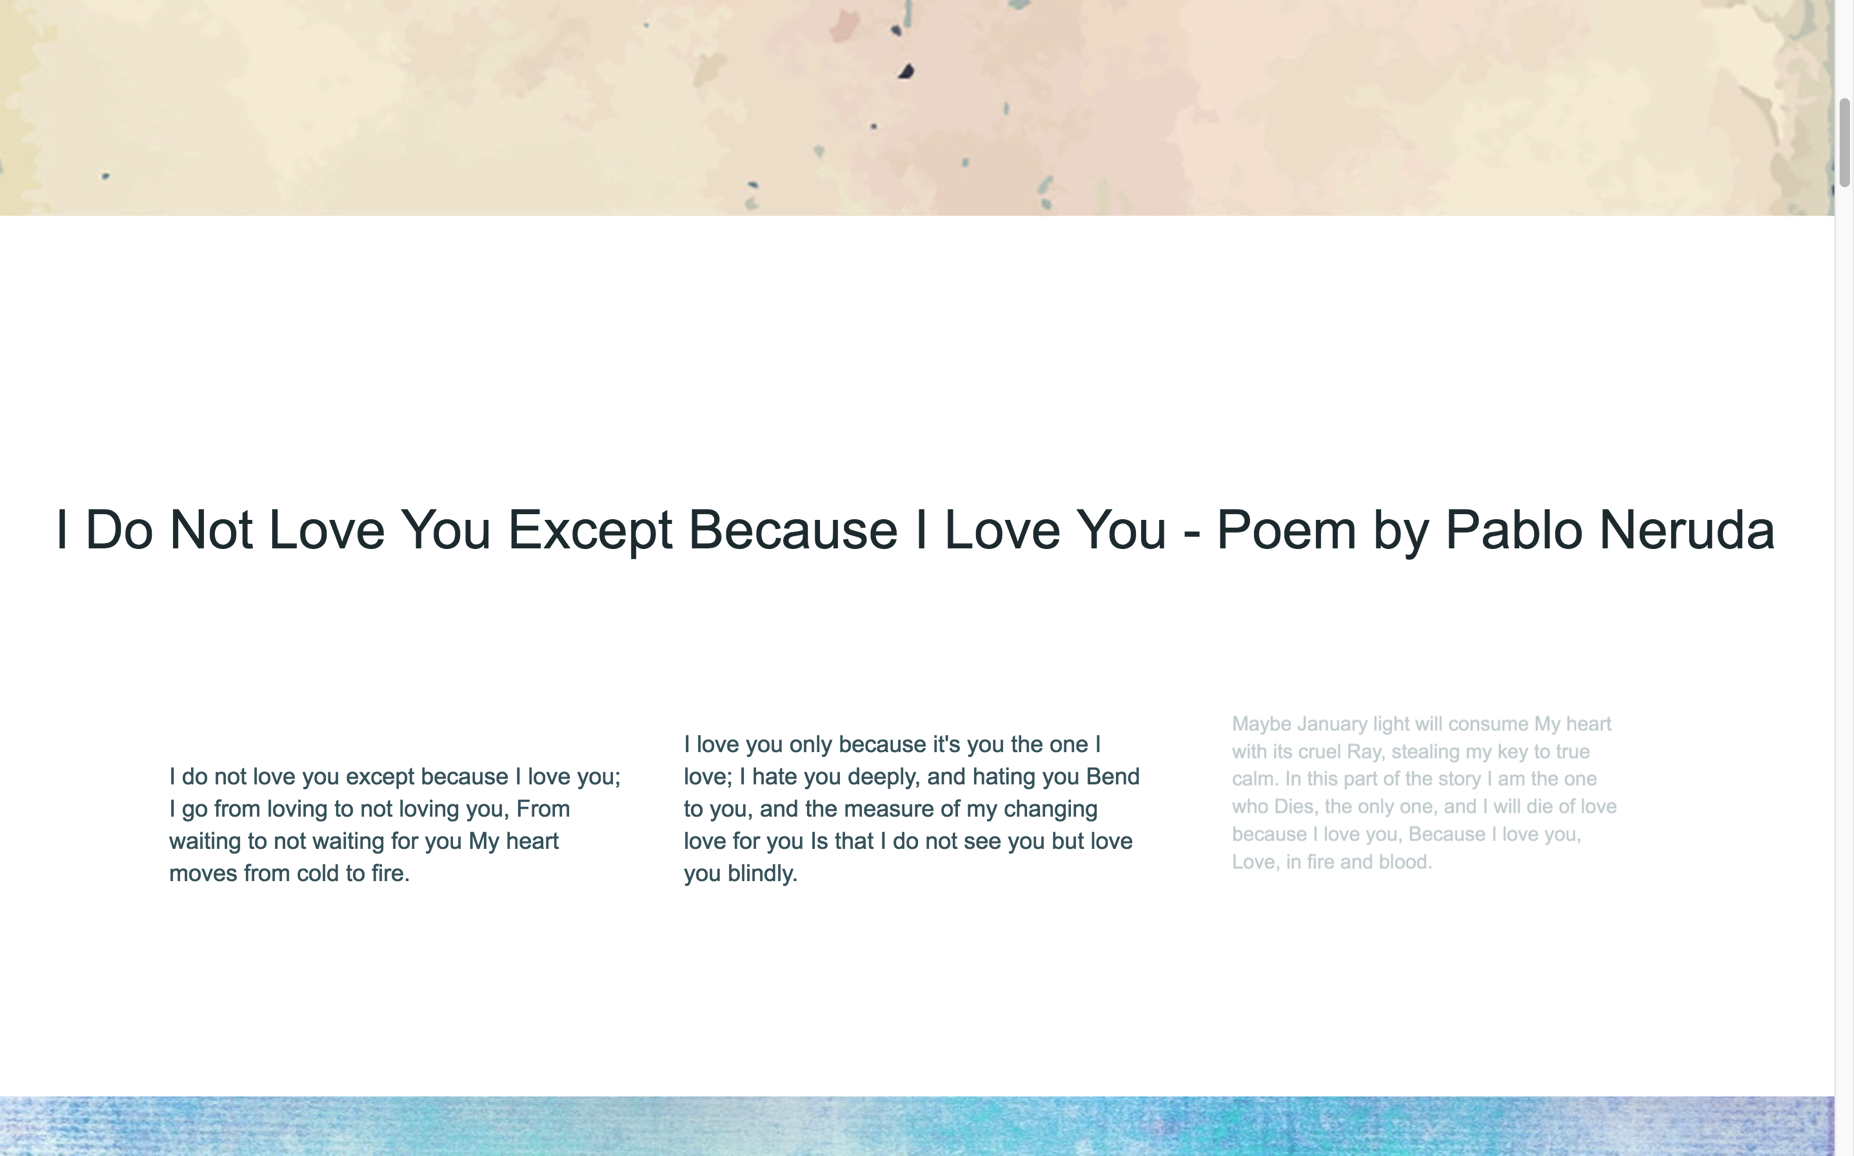 I Do Not Love You Except Because I Love You - Poem by Pablo Neruda
I do not love you except because I love you;
I go from loving to not loving you, From
waiting to not waiting for you My heart
moves from cold to fire.
I love you only because it's you the one I
love; I hate you deeply, and hating you Bend
to you, and the measure of my changing
love for you Is that I do not see you but love
you blindly.
Maybe January light will consume My heart
with its cruel Ray, stealing my key to true
calm. In this part of the story I am the one
who Dies, the only one, and I will die of love
because I love you, Because I love you,
Love, in fire and blood.